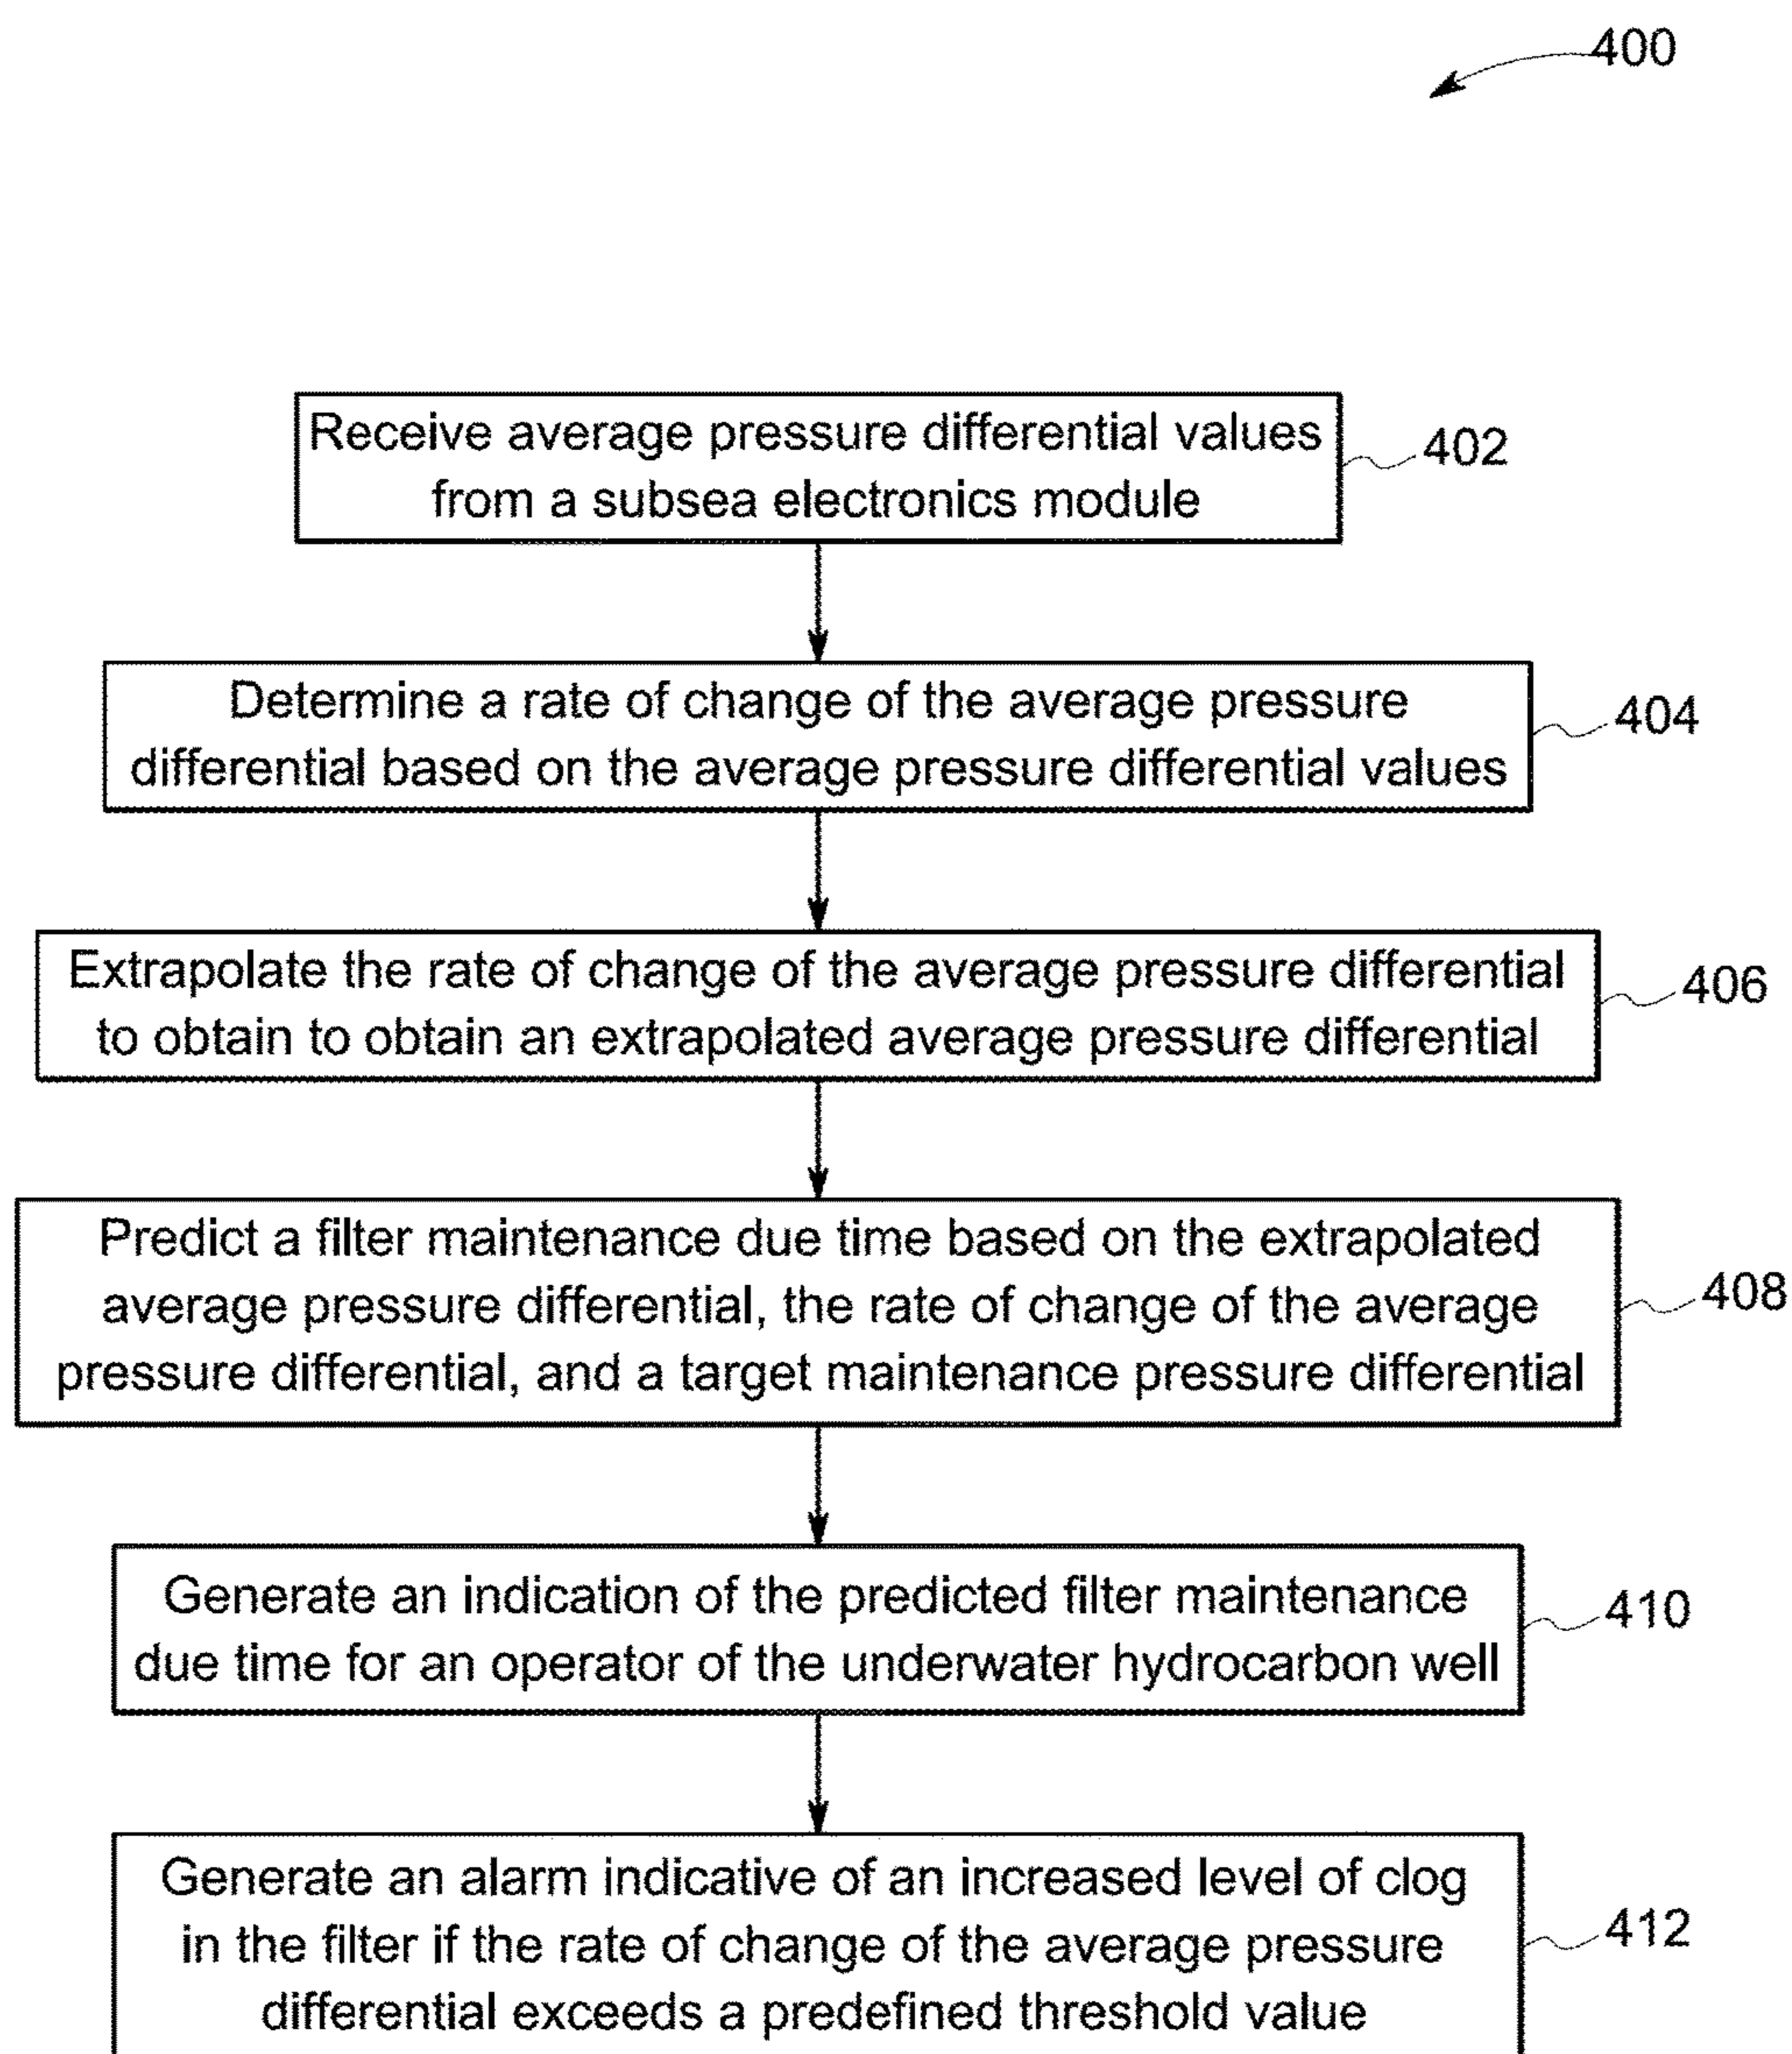 400
Receive average pressure differential values
from a subsea electronics module
402
Determine a rate of change of the average pressure
differential based on the average pressure differential values
404
Extrapolate the rate of change of the average pressure differential
to obtain to obtain an extrapolated average pressure differential
406
Predict a filter maintenance due time based on the extrapolated
average pressure differential, the rate of change of the average
pressure differential, and a target maintenance pressure differential
408
Generate an indication of the predicted filter maintenance
due time for an operator of the underwater hydrocarbon well
410
Generate an alarm indicative of an increased level of clog
in the filter if the rate of change of the average pressure
differential exceeds a predefined threshold value
412